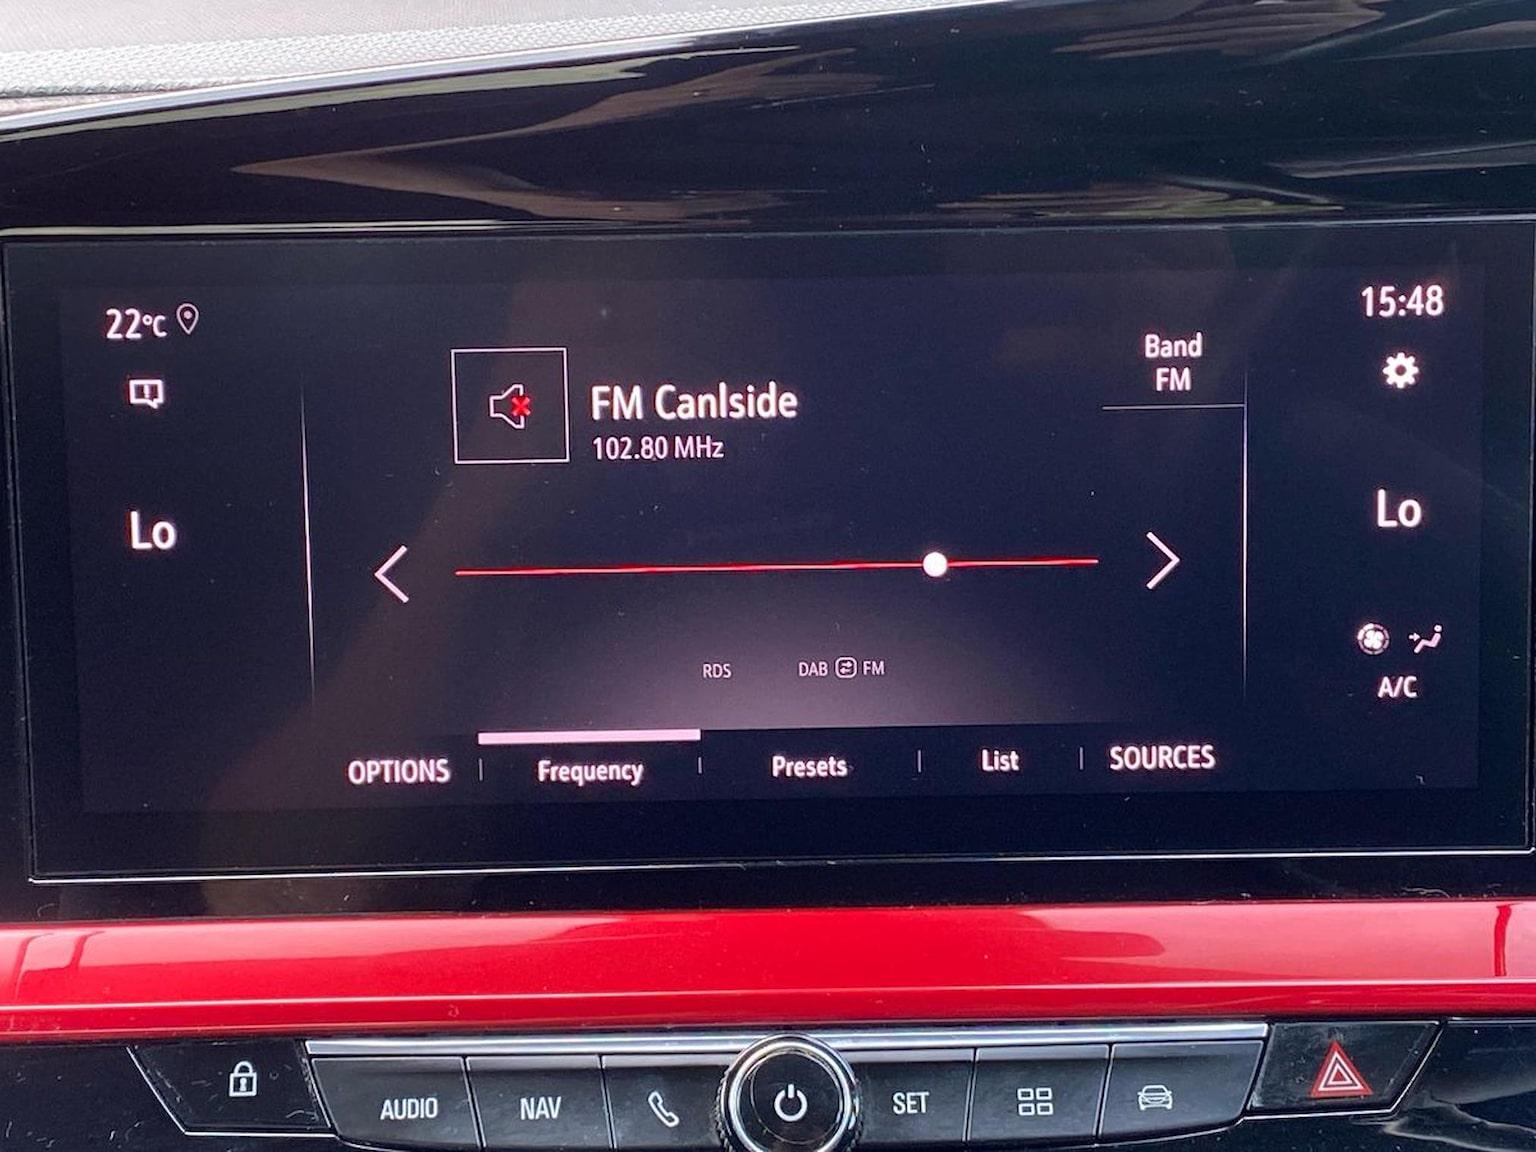 22°C
15:48
Band
FM
FM Canlside
102.80 MHz
Lo
Lo
RDS
DAB FM
A/C
OPTIONS
Frequency
Presets
List
SOURCES
AUDIO
NAV
SET